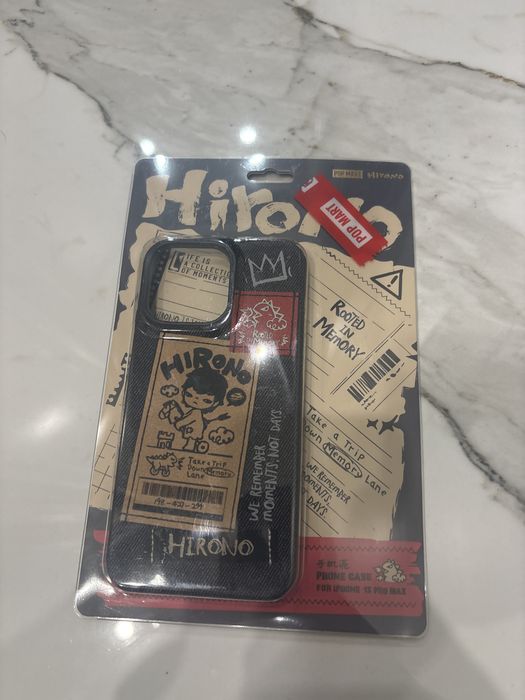 POP MART
HIRONO
Hirono
POP MART
LIFE IS
A COLLECTION
OF MOMENTS
ROOTED
IN
MEMORY
HIRONO
Take a Trip
Down Memory
Lane
WE REMEMBER
MOMENTS, NOT DAYS
HIRONO
Take a Trip
Down Memory Lane
WE REMEMBER
MOMENTS,
NOT DAYS.
手机壳
PHONE CASE
FOR IPHONE 15 PRO MAX